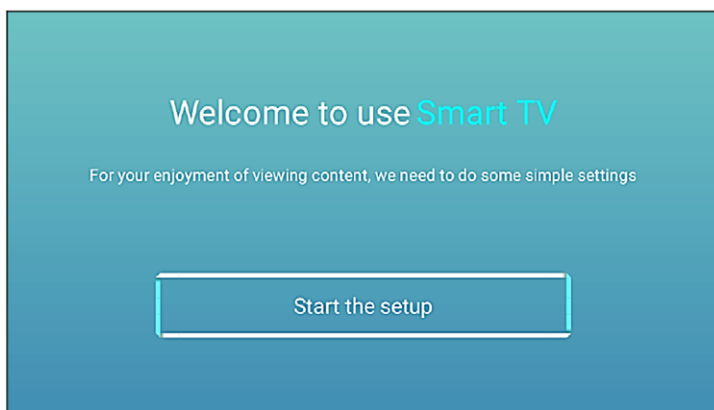 Welcome to use Smart TV
For your enjoyment of viewing content, we need to do some simple settings
Start the setup